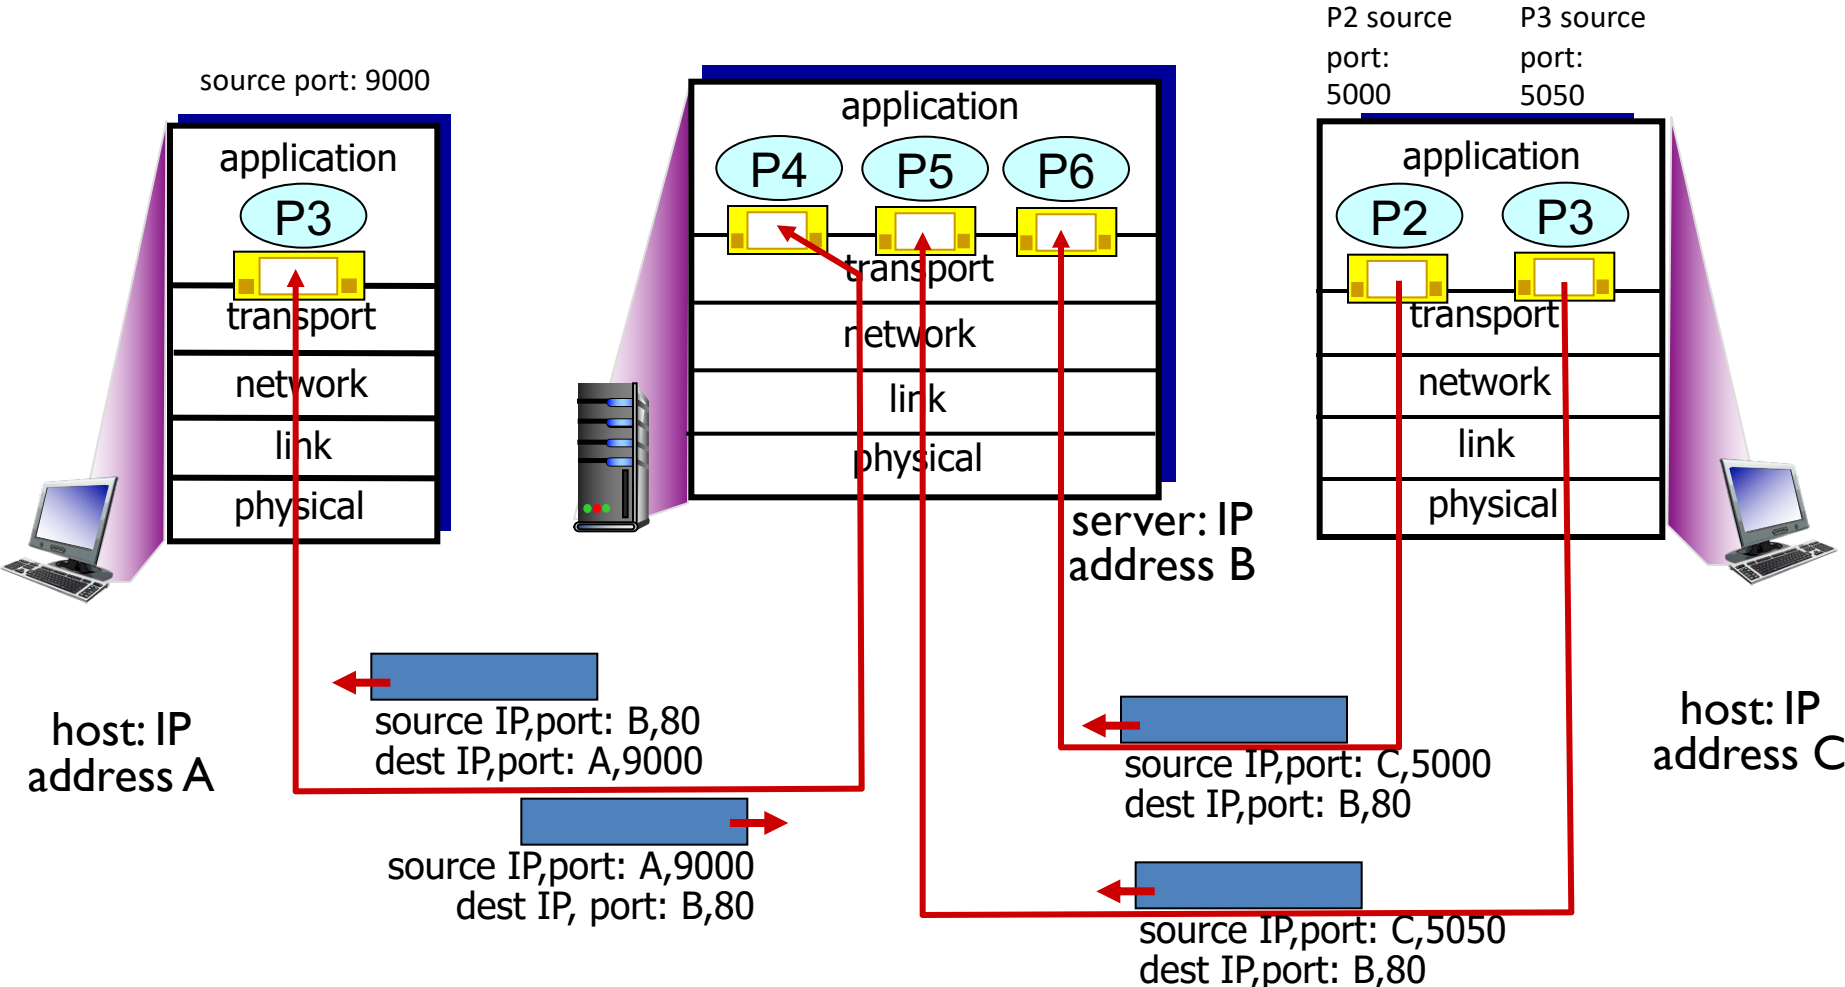 source port: 9000
application
P3
transport
network
link
physical
host: IP
address A
application
P4
P5
P6
transport
network
link
physical
server: IP
address B
P2 source
port:
5000
P3 source
port:
5050
application
P2
P3
transport
network
link
physical
host: IP
address C
source IP,port: B,80
dest IP,port: A,9000
source IP,port: A,9000
dest IP, port: B,80
source IP,port: C,5000
dest IP,port: B,80
source IP,port: C,5050
dest IP,port: B,80